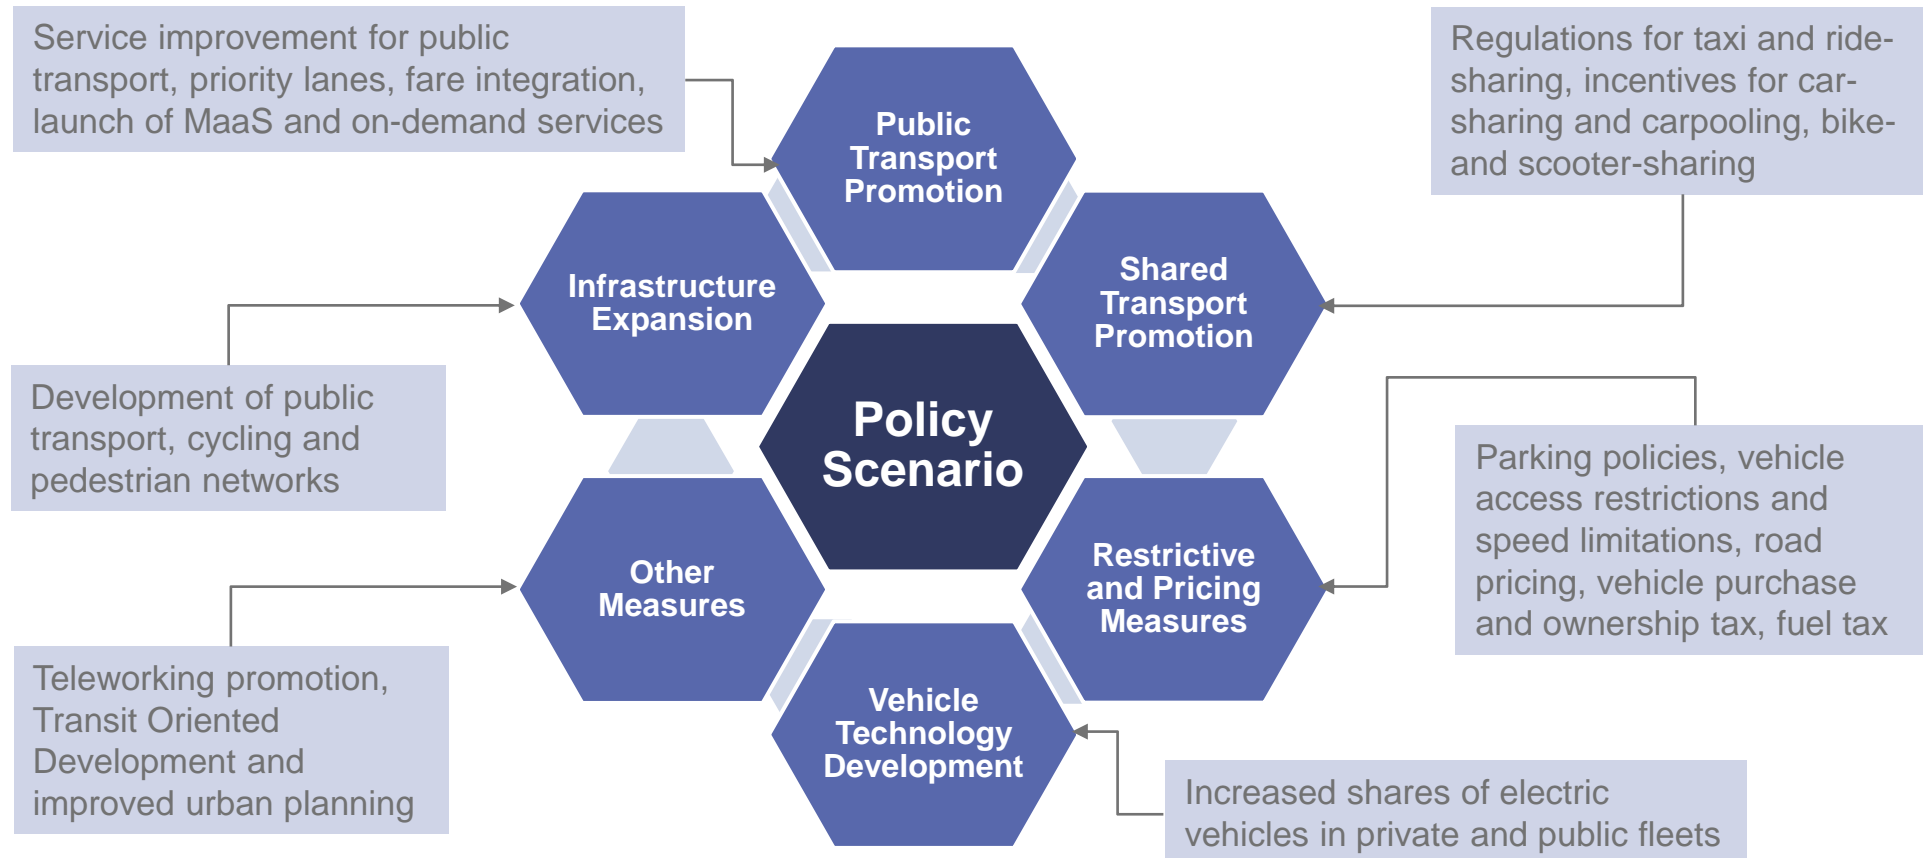 Service improvement for public
transport, priority lanes, fare integration,
launch of MaaS and on-demand services
Public
Transport
Promotion
Regulations for taxi and ride-
sharing, incentives for car-
sharing and carpooling, bike-
and scooter-sharing
Infrastructure
Expansion
Shared
Transport
Promotion
Development of public
transport, cycling and
pedestrian networks
Policy
Scenario
Parking policies, vehicle
access restrictions and
speed limitations, road
pricing, vehicle purchase
and ownership tax, fuel tax
Other
Measures
Restrictive
and Pricing
Measures
Teleworking promotion,
Transit Oriented
Development and
improved urban planning
Vehicle
Technology
Development
Increased shares of electric
vehicles in private and public fleets